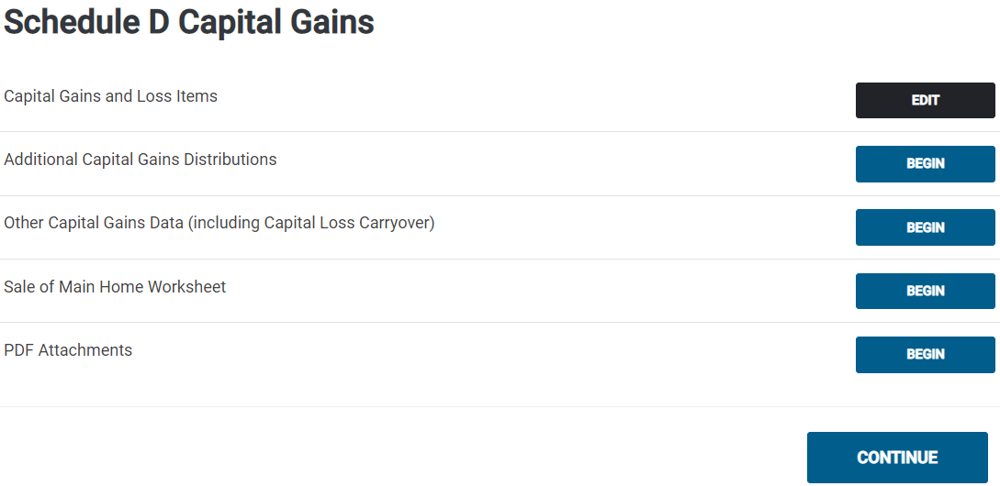 Schedule D Capital Gains
Capital Gains and Loss Items
EDIT
Additional Capital Gains Distributions
BEGIN
Other Capital Gains Data (including Capital Loss Carryover)
BEGIN
Sale of Main Home Worksheet
BEGIN
PDF Attachments
BEGIN
CONTINUE